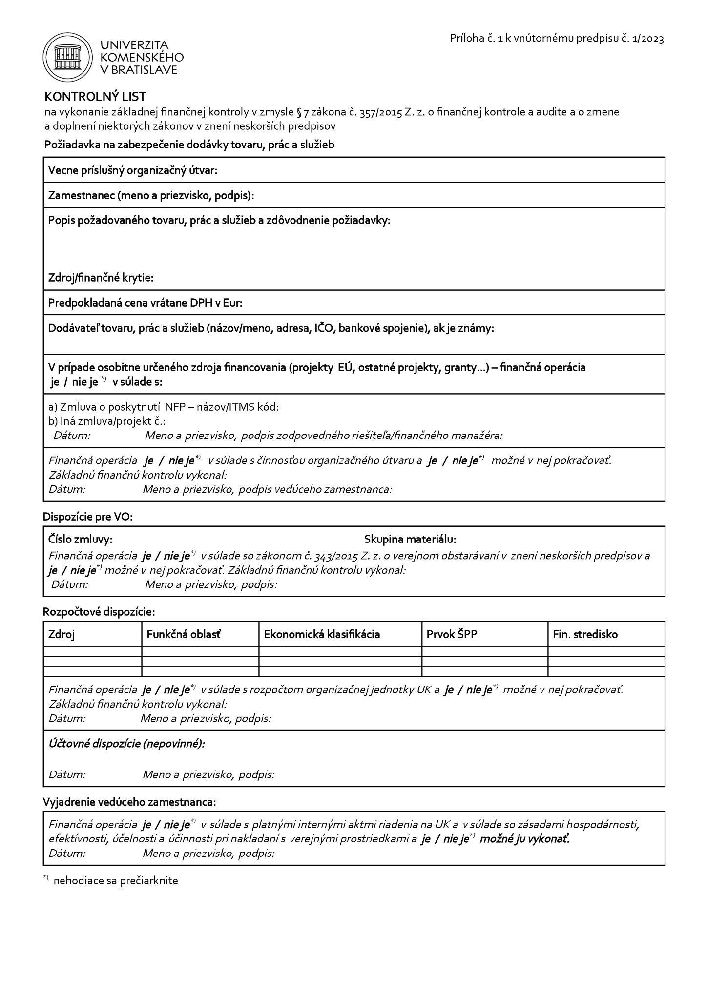 Príloha č. 1 k vnútornému predpisu č. 1/2023
UNIVERZITA
KOMENSKÉHO
V BRATISLAVE
KONTROLNÝ LIST
na vykonanie základnej finančnej kontroly v zmysle § 7 zákona č. 357/2015 Z. z. o finančnej kontrole a audite a o zmene
a doplnení niektorých zákonov v znení neskorších predpisov
Požiadavka na zabezpečenie dodávky tovaru, prác a služieb
Vecne príslušný organizačný útvar:
Zamestnanec (meno a priezvisko, podpis):
Popis požadovaného tovaru, prác a služieb a zdôvodnenie požiadavky:
Zdroj/finančné krytie:
Predpokladaná cena vrátane DPH v Eur:
Dodávateľ tovaru, prác a služieb (názov/meno, adresa, IČO, bankové spojenie), ak je známy:
V prípade osobitne určeného zdroja financovania (projekty EÚ, ostatné projekty, granty...) – finančná operácia
je / nie je *) v súlade s:
a) Zmluva o poskytnutí NFP – názov/ITMS kód:
b) Iná zmluva/projekt č.:
Dátum: Meno a priezvisko, podpis zodpovedného riešiteľa/finančného manažéra:
Finančná operácia je / nie je*) v súlade s činnosťou organizačného útvaru a je / nie je*) možné v nej pokračovať.
Základnú finančnú kontrolu vykonal:
Dátum: Meno a priezvisko, podpis vedúceho zamestnanca:
Dispozície pre VO:
Číslo zmluvy: Skupina materiálu:
Finančná operácia je / nie je*) v súlade so zákonom č. 343/2015 Z. z. o verejnom obstarávaní v znení neskorších predpisov a
je / nie je*) možné v nej pokračovať. Základnú finančnú kontrolu vykonal:
Dátum: Meno a priezvisko, podpis:
Rozpočtové dispozície:
Zdroj Funkčná oblasť Ekonomická klasifikácia Prvok ŠPP Fin. stredisko
Finančná operácia je / nie je*) v súlade s rozpočtom organizačnej jednotky UK a je / nie je*) možné v nej pokračovať.
Základnú finančnú kontrolu vykonal:
Dátum: Meno a priezvisko, podpis:
Účtovné dispozície (nepovinné):
Dátum: Meno a priezvisko, podpis:
Vyjadrenie vedúceho zamestnanca:
Finančná operácia je / nie je*) v súlade s platnými internými aktmi riadenia na UK a v súlade so zásadami hospodárnosti,
efektívnosti, účelnosti a účinnosti pri nakladaní s verejnými prostriedkami a je / nie je*) možné ju vykonať.
Dátum: Meno a priezvisko, podpis:
*) nehodiace sa prečiarknite